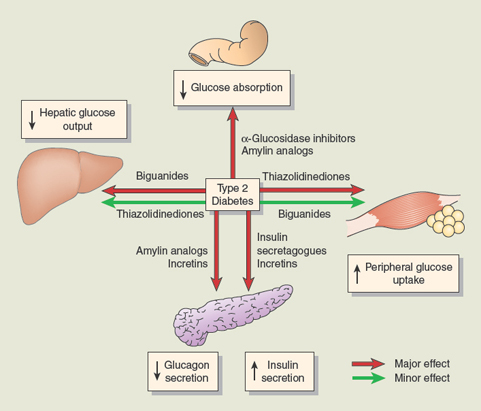 ↓ Glucose absorption
↓ Hepatic glucose
output
α-Glucosidase inhibitors
Amylin analogs
Biguanides
Thiazolidinediones
Type 2
Diabetes
Thiazolidinediones
Biguanides
Amylin analogs
Incretins
Insulin
secretagogues
Incretins
↑ Peripheral glucose
uptake
↓ Glucagon
secretion
↑ Insulin
secretion
Major effect
Minor effect